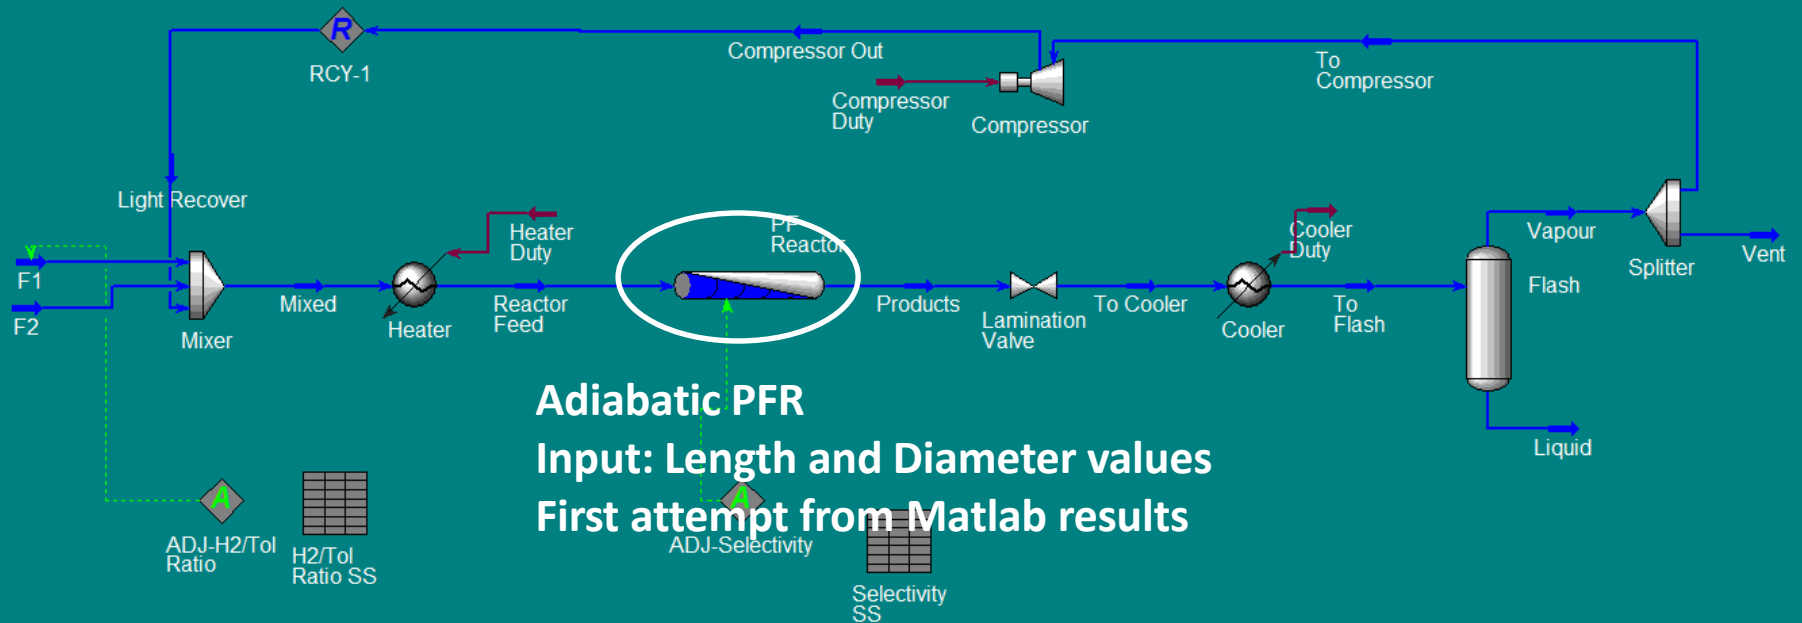 R
RCY-1
Compressor Out
To
Compressor
Compressor
Duty
Compressor
Light Recover
Heater
Duty
PF
Reactor
Cooler
Duty
Vapour
Splitter
Vent
F1
F2
Mixer
Mixed
Heater
Reactor
Feed
Products
Lamination
Valve
To Cooler
Cooler
To
Flash
Flash
Liquid
Adiabatic PFR
Input: Length and Diameter values
First attempt from Matlab results
A
ADJ-H2/Tol
Ratio
H2/Tol
Ratio SS
A
ADJ-Selectivity
Selectivity
SS